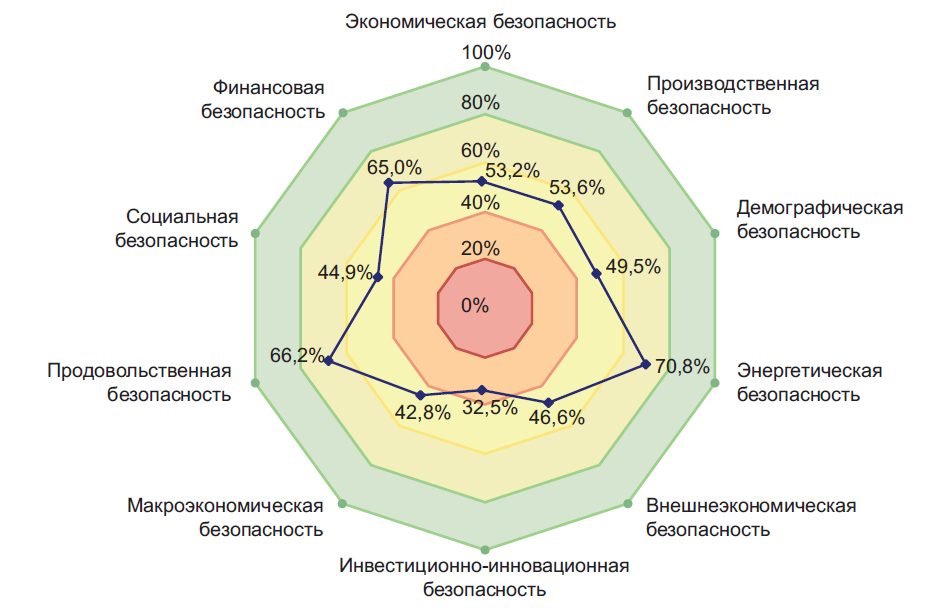 Экономическая безопасность
100%
Финансовая
безопасность
Производственная
безопасность
80%
60%
65,0%
53,2%
53,6%
40%
Социальная
безопасность
Демографическая
безопасность
20%
44,9%
49,5%
0%
66,2%
70,8%
Продовольственная
безопасность
Энергетическая
безопасность
42,8%
32,5%
46,6%
Макроэкономическая
безопасность
Внешнеэкономическая
безопасность
Инвестиционно-инновационная
безопасность